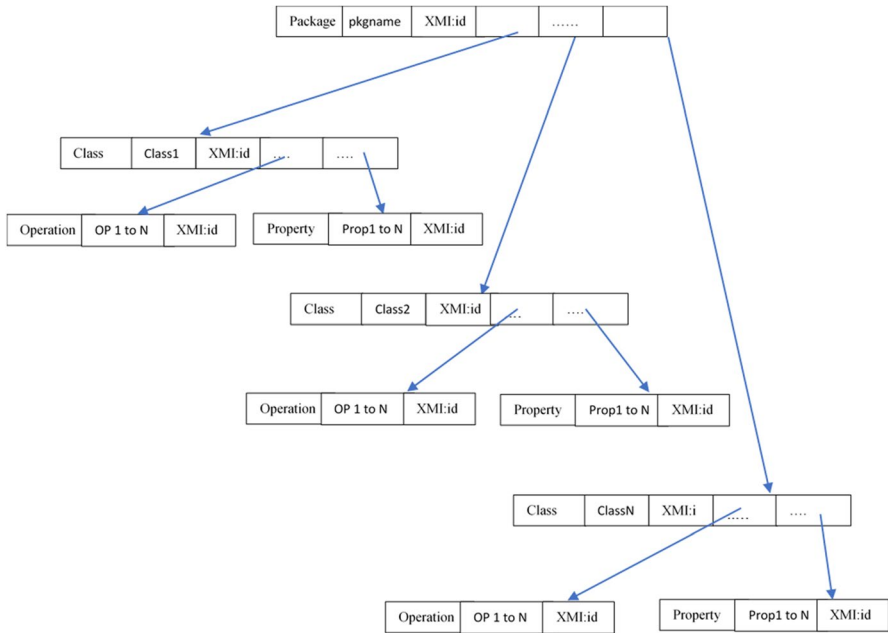 Package pkgname XMI:id ......
Class Class1 XMI:id .... ....
Operation OP 1 to N XMI:id Property Prop1 to N XMI:id
Class Class2 XMI:id ... ....
Operation OP 1 to N XMI:id Property Prop1 to N XMI:id
Class ClassN XMI:i ..... ....
Operation OP 1 to N XMI:id Property Prop1 to N XMI:id